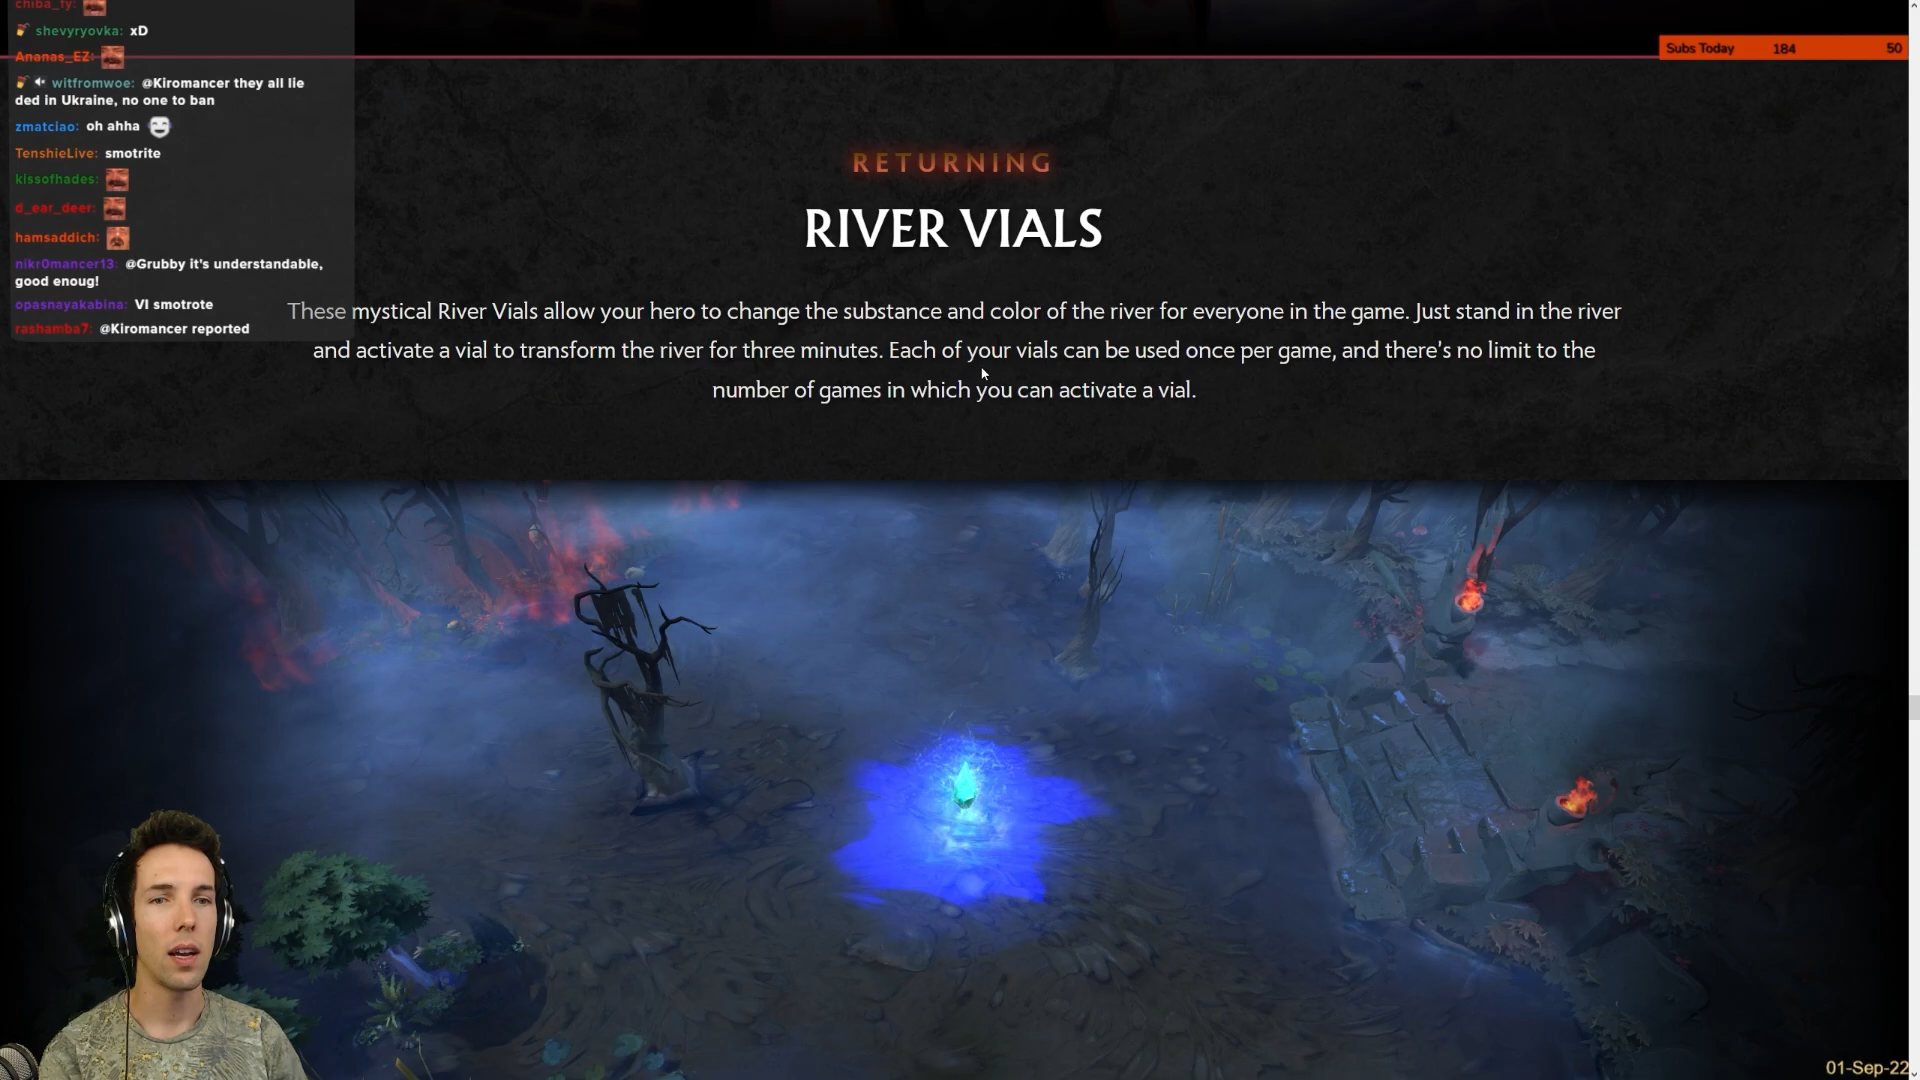 chiba_fy:
shevyryovka: xD
Ananas_EZ:
witfromwoe: @Kiromancer they all lie
ded in Ukraine, no one to ban
zmatciao: oh ahha
TenshieLive: smotrite
kissofhades:
d_ear_deer:
hamsaddich:
nikr0mancer13: @Grubby it's understandable,
good enoug!
opasnayakabina: VI smotrote
rashamba7: @Kiromancer reported
Subs Today 184 50
RETURNING
RIVER VIALS
These mystical River Vials allow your hero to change the substance and color of the river for everyone in the game. Just stand in the river
and activate a vial to transform the river for three minutes. Each of your vials can be used once per game, and there's no limit to the
number of games in which you can activate a vial.
01-Sep-22